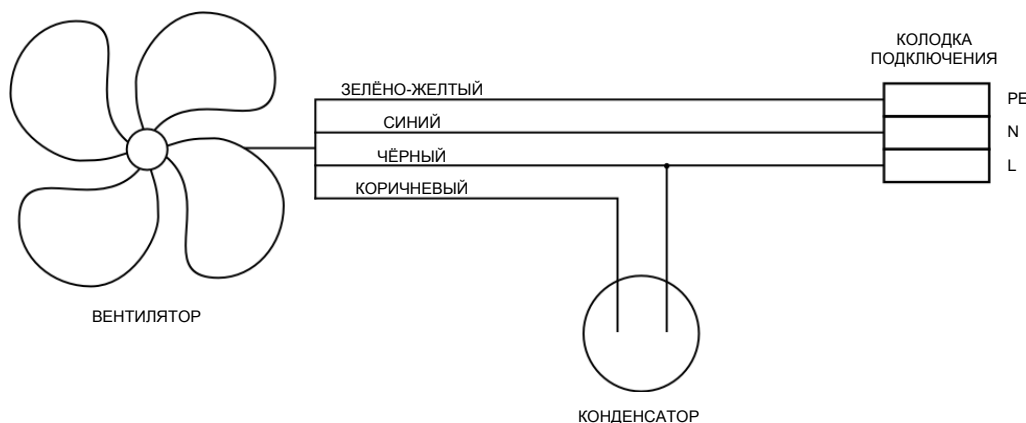 КОЛОДКА
ПОДКЛЮЧЕНИЯ
ЗЕЛЁНО-ЖЕЛТЫЙ
PE
СИНИЙ
N
ЧЁРНЫЙ
L
КОРИЧНЕВЫЙ
ВЕНТИЛЯТОР
КОНДЕНСАТОР